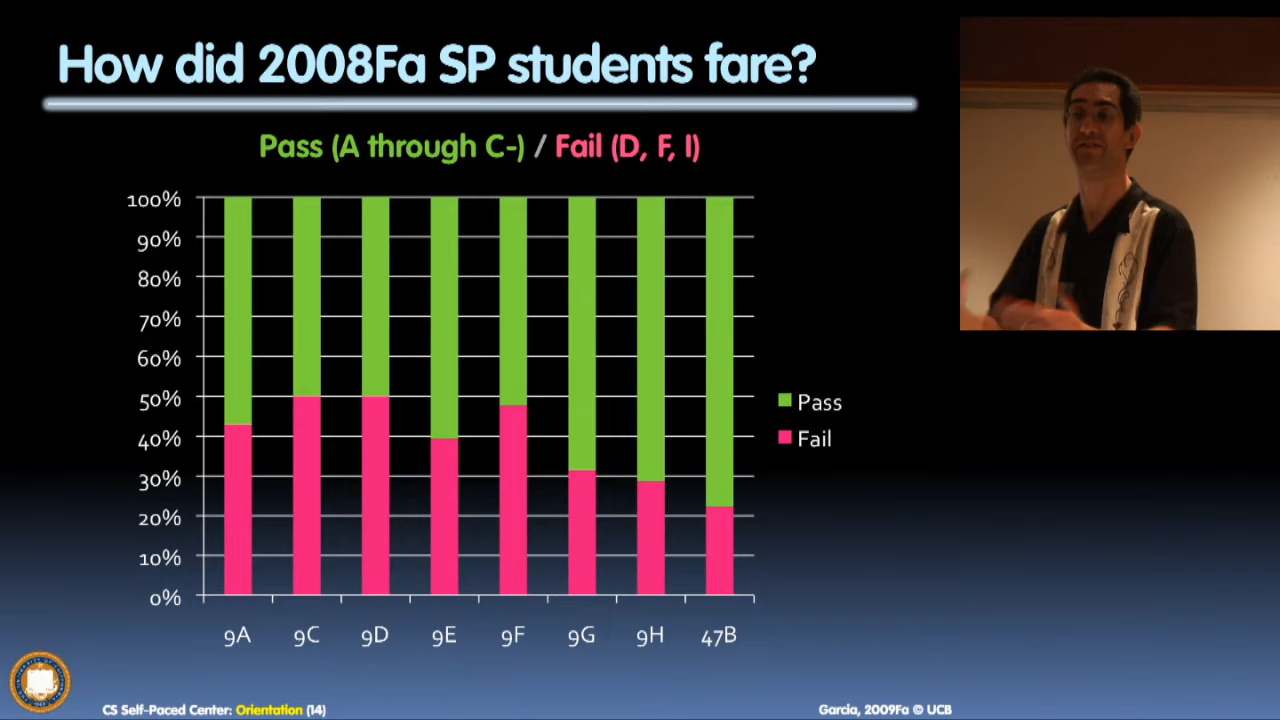 How did 2008Fa SP students fare?
Pass (A through C-) / Fail (D, F, I)
100%
90%
80%
70%
60%
50%
40%
30%
20%
10%
0%
Pass
Fail
9A 9C 9D 9E 9F 9G 9H 47B
CS Self-Paced Center: Orientation (14)
Garcia, 2009Fa © UCB